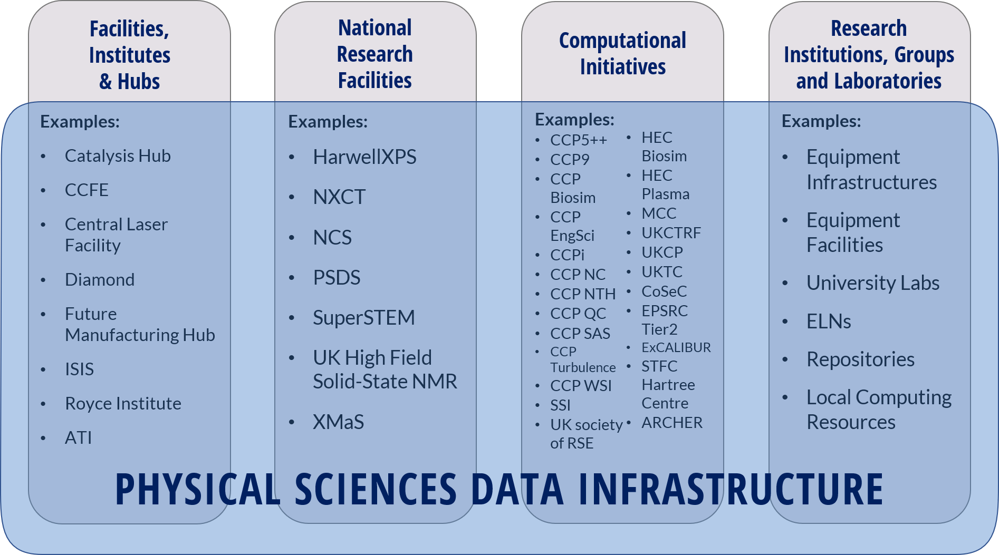 Facilities,
Institutes
& Hubs
Examples:
• Catalysis Hub
• CCFE
• Central Laser
Facility
• Diamond
• Future
Manufacturing Hub
• ISIS
• Royce Institute
• ATI
National
Research
Facilities
Examples:
• HarwellXPS
• NXCT
• NCS
• PSDS
• SuperSTEM
• UK High Field
Solid-State NMR
• XMaS
Computational
Initiatives
Examples:
• CCP5++
• CCP9
• CCP
Biosim
• CCP
EngSci
• CCPi
• CCP NC
• CCP NTH
• CCP QC
• CCP SAS
• CCP
Turbulence
• CCP WSI
• SSI
• UK society
of RSE
• HEC
Biosim
• HEC
Plasma
• MCC
• UKCTRF
• UKCP
• UKTC
• CoSeC
• EPSRC
Tier2
• ExCALIBUR
• STFC
Hartree
Centre
• ARCHER
Research
Institutions, Groups
and Laboratories
Examples:
• Equipment
Infrastructures
• Equipment
Facilities
• University Labs
• ELNs
• Repositories
• Local Computing
Resources
PHYSICAL SCIENCES DATA INFRASTRUCTURE